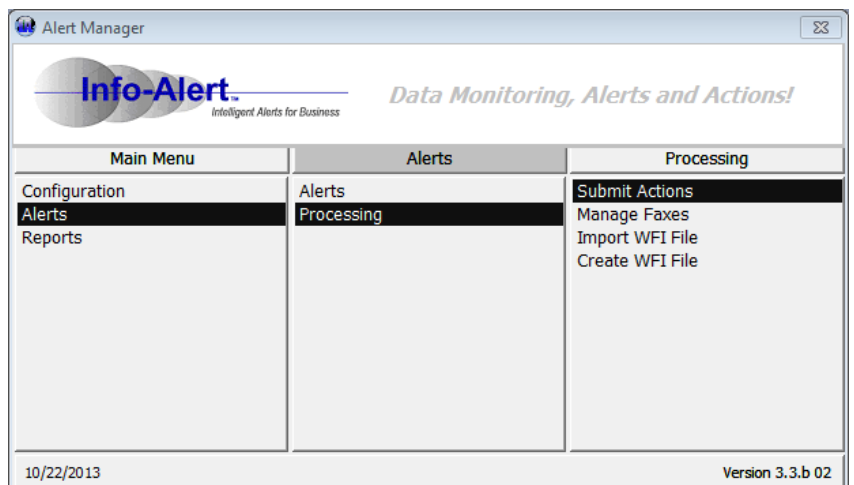 Alert Manager
Info-Alert™
Intelligent Alerts for Business
Data Monitoring, Alerts and Actions!
Main Menu
Alerts
Processing
Configuration
Alerts
Reports
Alerts
Processing
Submit Actions
Manage Faxes
Import WFI File
Create WFI File
10/22/2013
Version 3.3.b 02